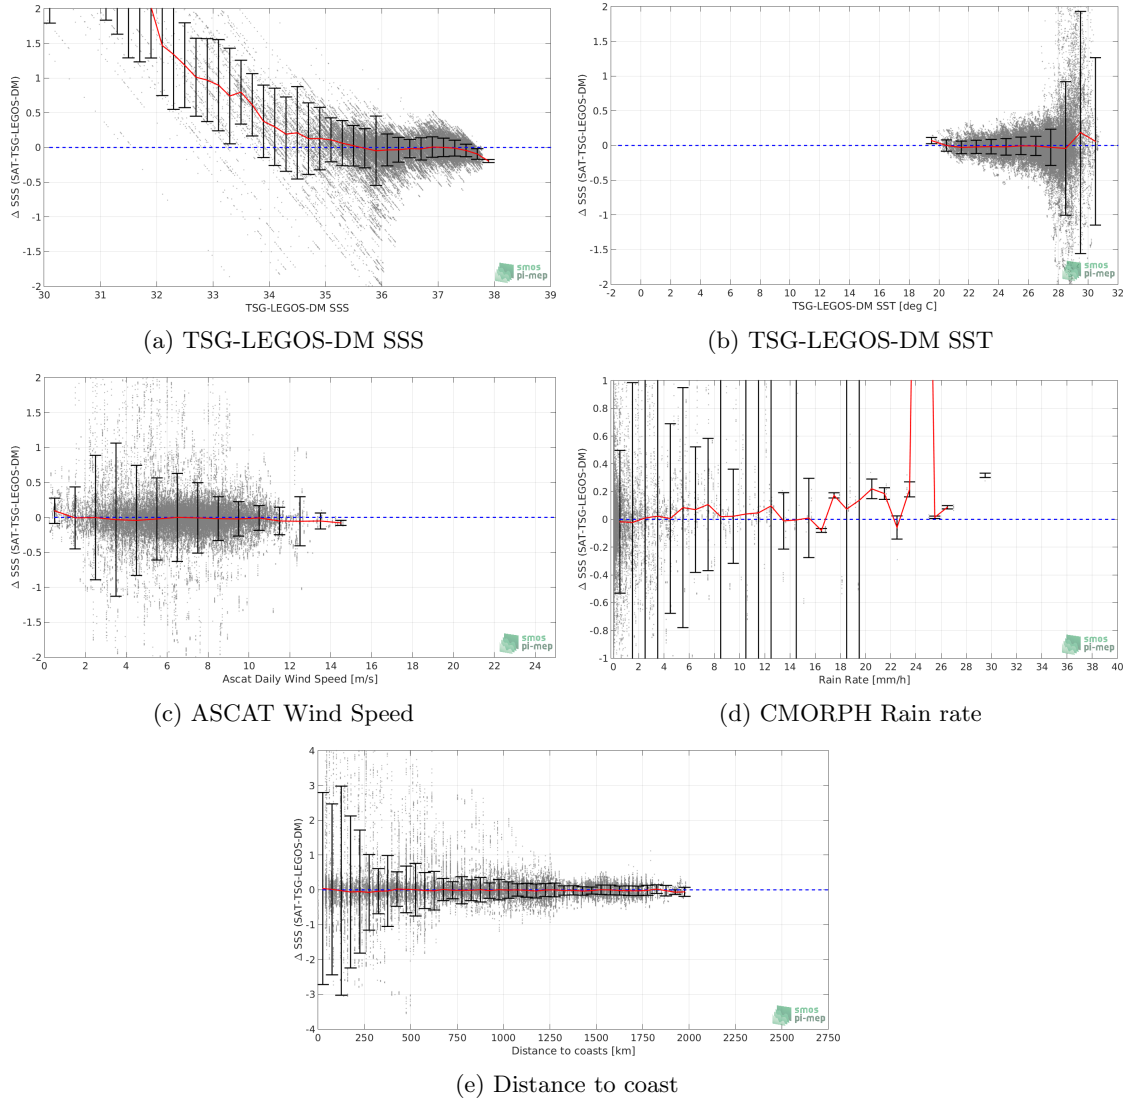 2
1.5
1
0.5
0
-0.5
-1
-1.5
-2
Δ SSS (SAT-TSG-LEGOS-DM)
30 31 32 33 34 35 36 37 38 39
TSG-LEGOS-DM SSS
smos
pi-mep
(a) TSG-LEGOS-DM SSS
2
1.5
1
0.5
0
-0.5
-1
-1.5
-2
Δ SSS (SAT-TSG-LEGOS-DM)
-2 0 2 4 6 8 10 12 14 16 18 20 22 24 26 28 30 32
TSG-LEGOS-DM SST [deg C]
smos
pi-mep
(b) TSG-LEGOS-DM SST
2
1.5
1
0.5
0
-0.5
-1
-1.5
-2
Δ SSS (SAT-TSG-LEGOS-DM)
0 2 4 6 8 10 12 14 16 18 20 22 24
Ascat Daily Wind Speed [m/s]
smos
pi-mep
(c) ASCAT Wind Speed
1
0.8
0.6
0.4
0.2
0
-0.2
-0.4
-0.6
-0.8
-1
Δ SSS (SAT-TSG-LEGOS-DM)
0 2 4 6 8 10 12 14 16 18 20 22 24 26 28 30 32 34 36 38 40
Rain Rate [mm/h]
smos
pi-mep
(d) CMORPH Rain rate
4
3
2
1
0
-1
-2
-3
-4
Δ SSS (SAT-TSG-LEGOS-DM)
0 250 500 750 1000 1250 1500 1750 2000 2250 2500 2750
Distance to coasts [km]
smos
pi-mep
(e) Distance to coast